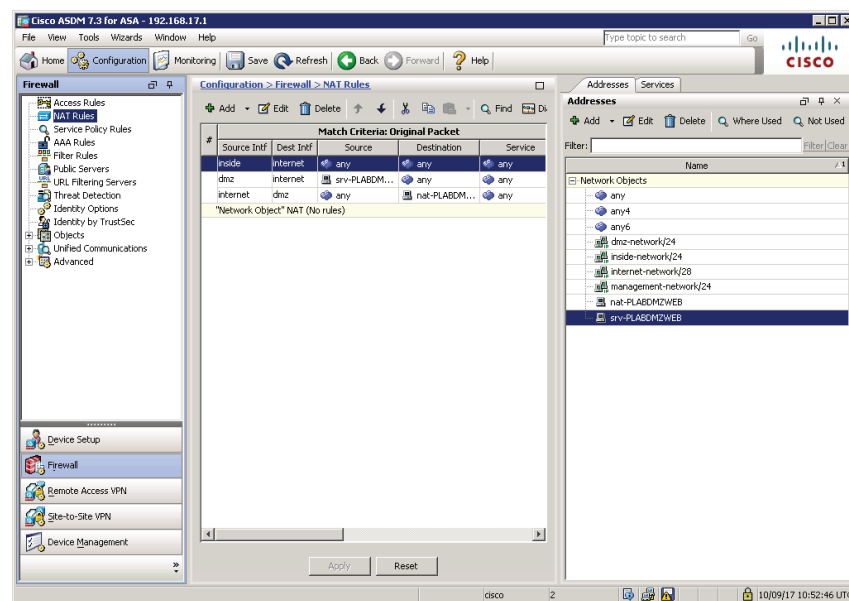 Cisco ASDM 7.3 for ASA - 192.168.17.1
File View Tools Wizards Window Help
Type topic to search Go
Home Configuration Monitoring Save Refresh Back Forward Help
CISCO
Firewall
Access Rules
NAT Rules
Service Policy Rules
AAA Rules
Filter Rules
Public Servers
URL Filtering Servers
Threat Detection
Identity Options
Identity by TrustSec
Objects
Unified Communications
Advanced
Device Setup
Firewall
Remote Access VPN
Site-to-Site VPN
Device Management
Configuration > Firewall > NAT Rules
Add Edit Delete Find Di
# Match Criteria: Original Packet
Source Intf Dest Intf Source Destination Service
inside internet any any any
dmz internet srv-PLABDM... any any
internet dmz any nat-PLABDM... any
"Network Object" NAT (No rules)
Apply Reset
Addresses Services
Addresses
Add Edit Delete Where Used Not Used
Filter: Filter Clear
Name 1
Network Objects
any
any4
any6
dmz-network/24
inside-network/24
internet-network/28
management-network/24
nat-PLABDMZWEB
srv-PLABDMZWEB
cisco 2 10/09/17 10:52:46 UT